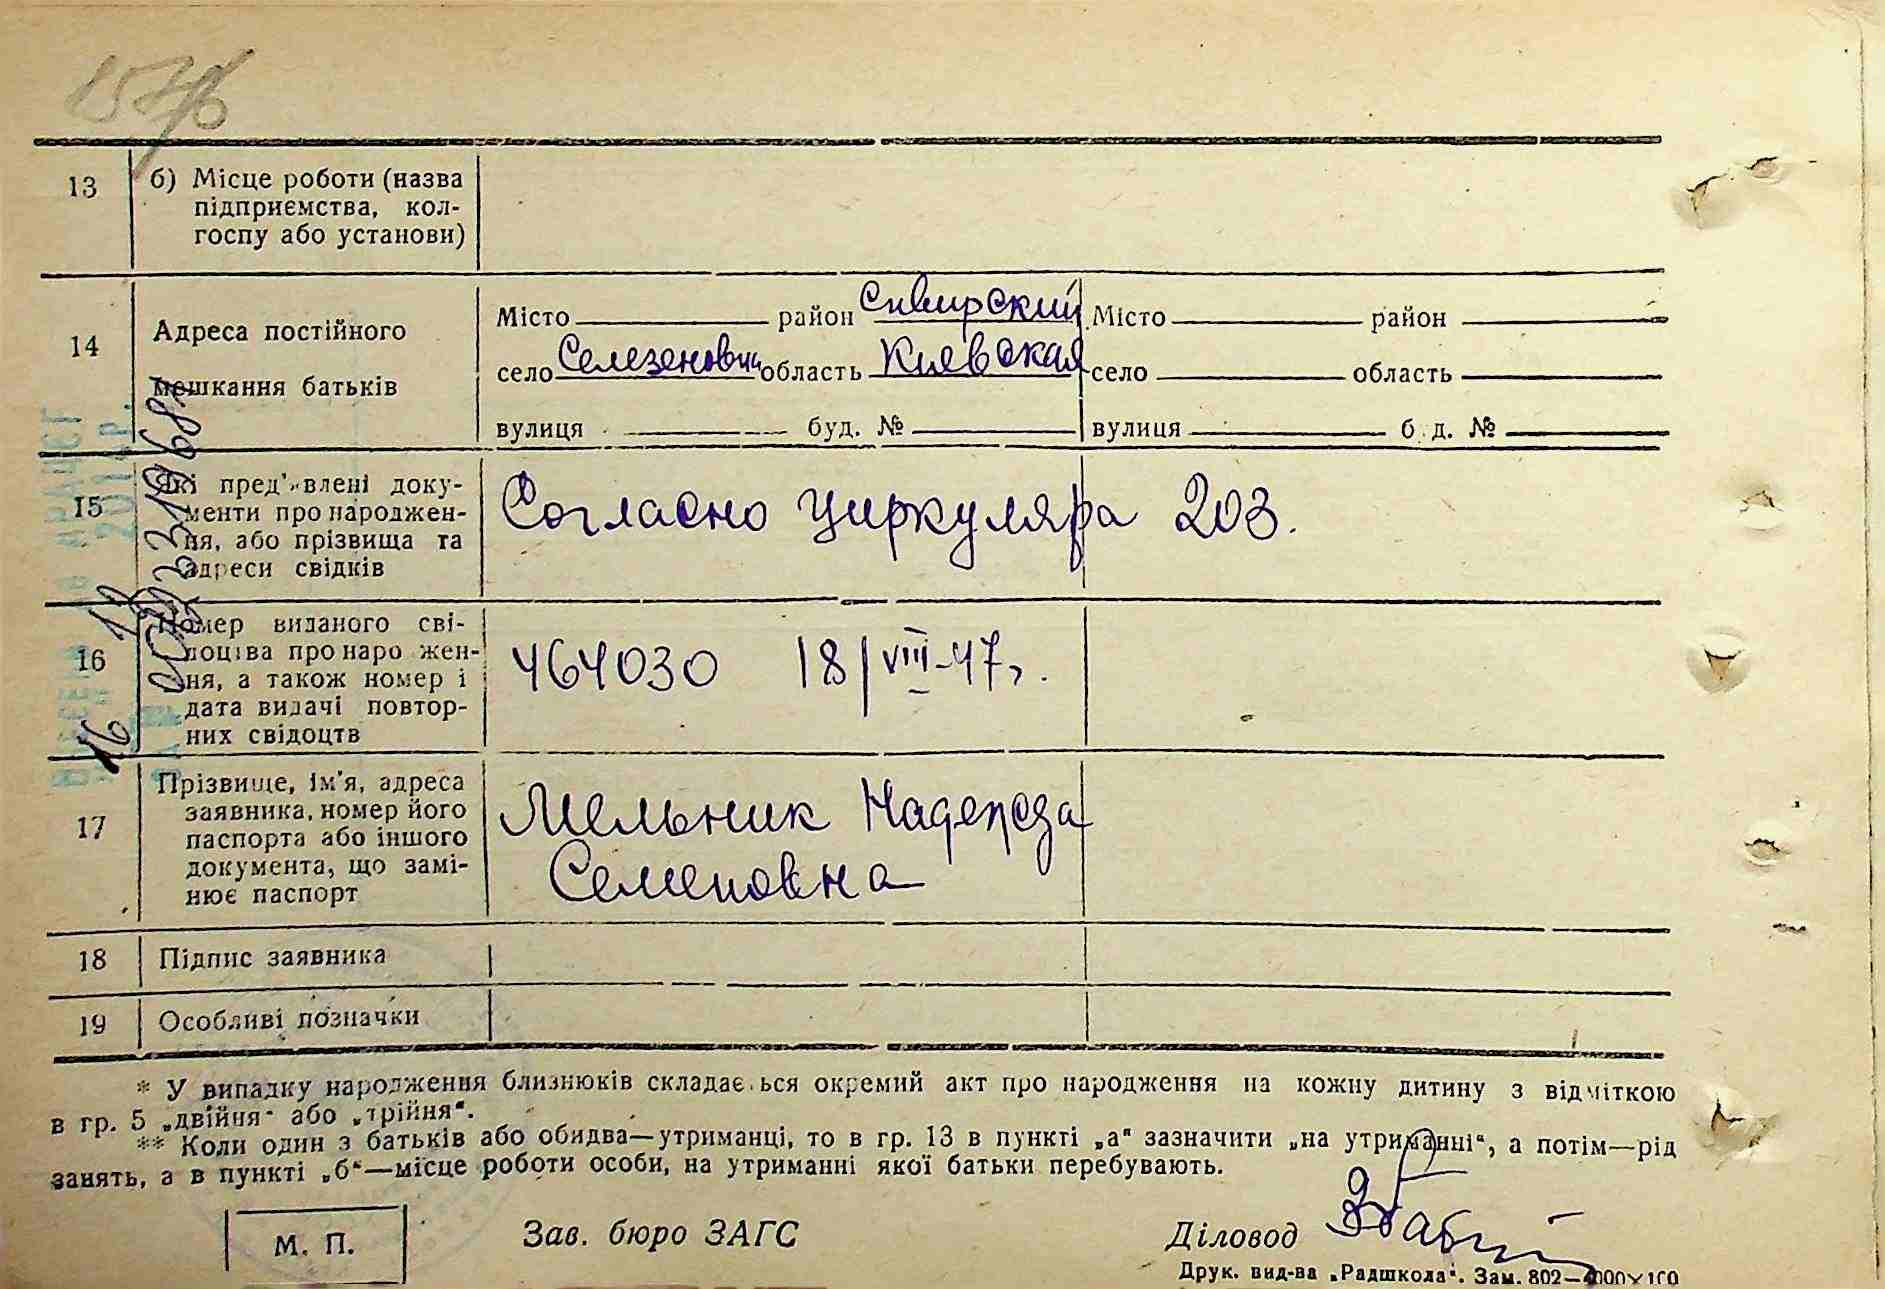 13 б) Місце роботи (назва
підприємства, кол-
госпу або установи)
14 Адреса постійного
мешкання батьків
Місто район Сквирский Місто район
село Селезеновци область Киевская село область
вулиця буд. № вулиця б. д. №
15 Які пред'явлені доку-
менти про народжен-
ня, або прізвища та
адреси свідків
Согласно циркуляра 203.
16 Номер виданого сві-
доцтва про народжен-
ня, а також номер і
дата видачі повтор-
них свідоцтв
464030 18/VIII-47г.
17 Прізвище, ім'я, адреса
заявника, номер його
паспорта або іншого
документа, що замі-
нює паспорт
Мельник Надежда
Семеновна
18 Підпис заявника
19 Особливі позначки
* У випадку народження близнюків складається окремий акт про народження на кожну дитину з відміткою
в гр. 5 „двійня“ або „трійня“.
** Коли один з батьків або обидва—утриманці, то в гр. 13 в пункті „а“ зазначити „на утриманні“, а потім—рід
занять, а в пункті „б“—місце роботи особи, на утриманні якої батьки перебувають.
М. П. Зав. бюро ЗАГС Діловод
Друк. вид-ва „Радшкола“. Зам. 802—4000×100